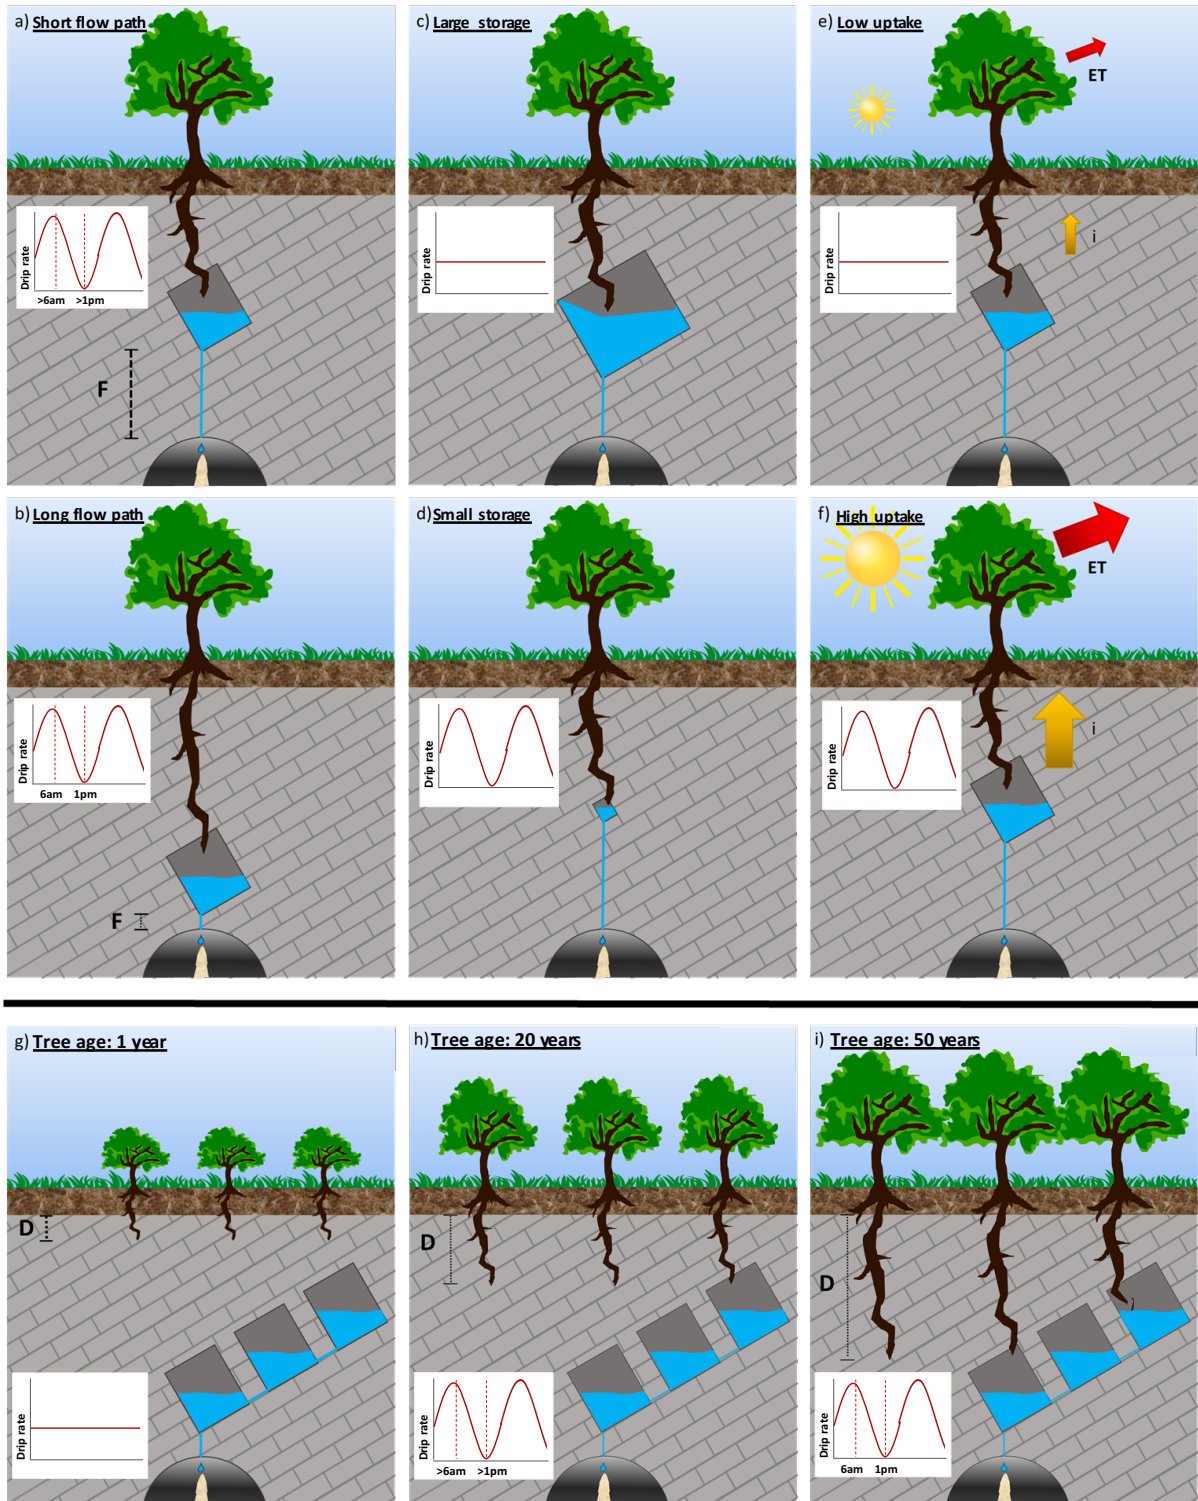 a) Short flow path
Drip rate
>6am >1pm
F
c) Large storage
Drip rate
e) Low uptake
ET
i
Drip rate
b) Long flow path
Drip rate
6am 1pm
F
d) Small storage
Drip rate
f) High uptake
ET
i
Drip rate
g) Tree age: 1 year
D
Drip rate
h) Tree age: 20 years
D
Drip rate
>6am >1pm
i) Tree age: 50 years
D
Drip rate
6am 1pm